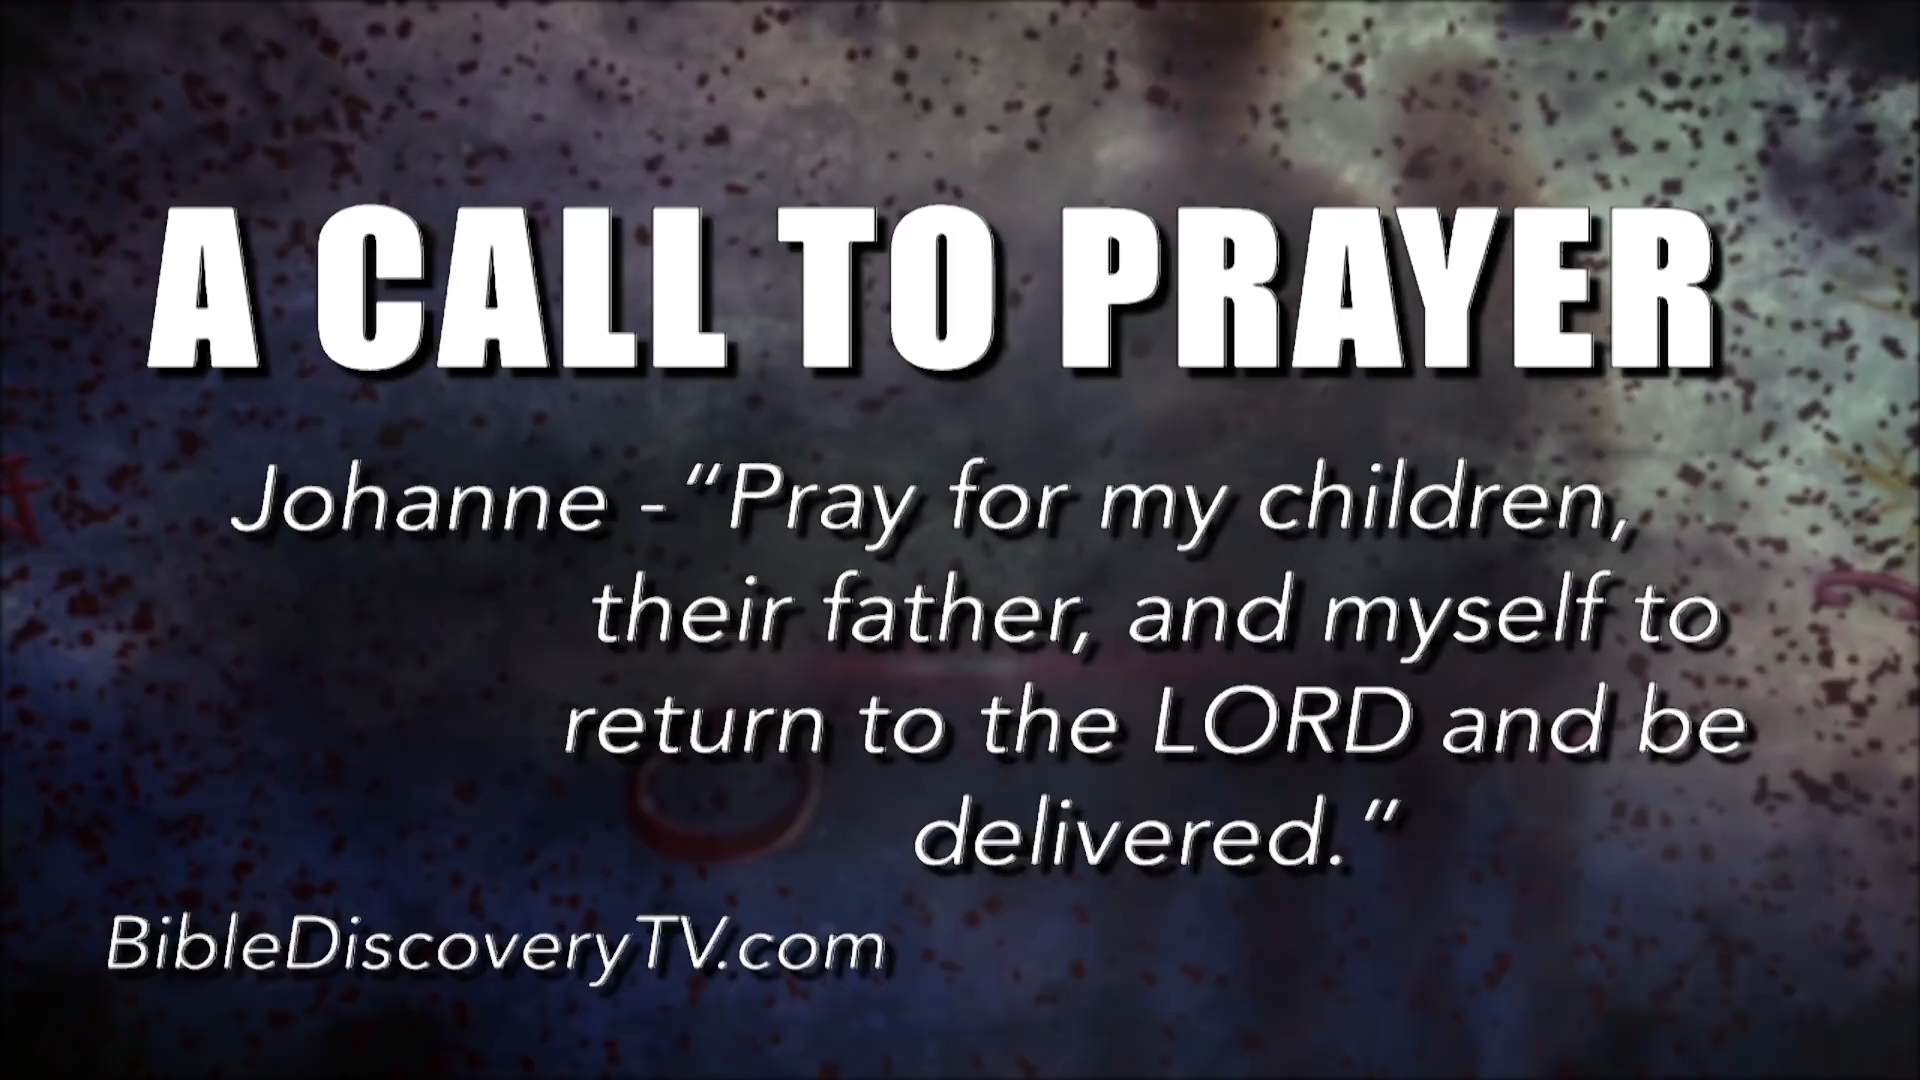 A CALL TO PRAYER
Johanne - “Pray for my children,
their father, and myself to
return to the LORD and be
delivered.”
BibleDiscoveryTV.com